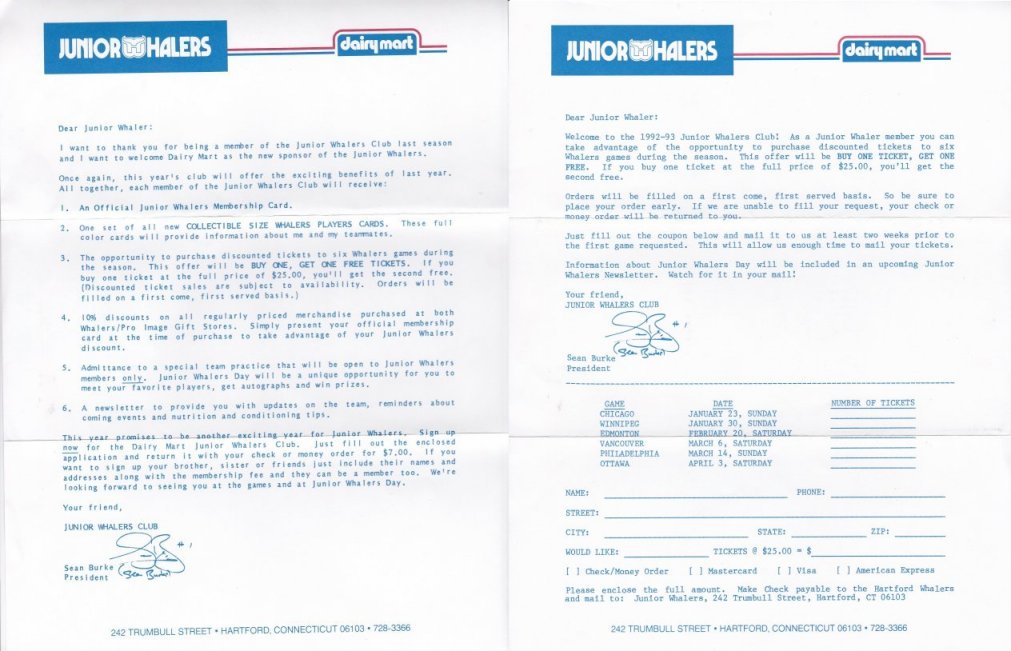 JUNIOR WHALERS
dairy mart
Dear Junior Whaler:
I want to thank you for being a member of the Junior Whalers Club last season
and I want to welcome Dairy Mart as the new sponsor of the Junior Whalers.
Once again, this year's club will offer the exciting benefits of last year.
All together, each member of the Junior Whalers Club will receive:
1. An Official Junior Whalers Membership Card.
2. One set of all new COLLECTIBLE SIZE WHALERS PLAYERS CARDS. These full
color cards will provide information about me and my teammates.
3. The opportunity to purchase discounted tickets to six Whalers games during
the season. This offer will be BUY ONE, GET ONE FREE TICKETS. If you
buy one ticket at the full price of $25.00, you'll get the second free.
(Discounted ticket sales are subject to availability. Orders will be
filled on a first come, first served basis.)
4. 10% discounts on all regularly priced merchandise purchased at both
Whalers/Pro Image Gift Stores. Simply present your official membership
card at the time of purchase to take advantage of your Junior Whalers
discount.
5. Admittance to a special team practice that will be open to Junior Whalers
members only. Junior Whalers Day will be a unique opportunity for you to
meet your favorite players, get autographs and win prizes.
6. A newsletter to provide you with updates on the team, reminders about
coming events and nutrition and conditioning tips.
This year promises to be another exciting year for Junior Whalers. Sign up
now for the Dairy Mart Junior Whalers Club. Just fill out the enclosed
application and return it with your check or money order for $7.00. If you
want to sign up your brother, sister or friends just include their names and
addresses along with the membership fee and they can be a member too. We're
looking forward to seeing you at the games and at Junior Whalers Day.
Your friend,
JUNIOR WHALERS CLUB
#1
Sean Burke (Sean Burke)
President
242 TRUMBULL STREET • HARTFORD, CONNECTICUT 06103 • 728-3366
JUNIOR WHALERS
dairy mart
Dear Junior Whaler:
Welcome to the 1992-93 Junior Whalers Club! As a Junior Whaler member you can
take advantage of the opportunity to purchase discounted tickets to six
Whalers games during the season. This offer will be BUY ONE TICKET, GET ONE
FREE. If you buy one ticket at the full price of $25.00, you'll get the
second free.
Orders will be filled on a first come, first served basis. So be sure to
place your order early. If we are unable to fill your request, your check or
money order will be returned to you.
Just fill out the coupon below and mail it to us at least two weeks prior to
the first game requested. This will allow us enough time to mail your tickets.
Information about Junior Whalers Day will be included in an upcoming Junior
Whalers Newsletter. Watch for it in your mail!
Your friend,
JUNIOR WHALERS CLUB
#1
Sean Burke (Sean Burke)
President
GAME DATE NUMBER OF TICKETS
CHICAGO JANUARY 23, SUNDAY
WINNIPEG JANUARY 30, SUNDAY
EDMONTON FEBRUARY 20, SATURDAY
VANCOUVER MARCH 6, SATURDAY
PHILADELPHIA MARCH 14, SUNDAY
OTTAWA APRIL 3, SATURDAY
NAME: PHONE:
STREET:
CITY: STATE: ZIP:
WOULD LIKE: TICKETS @ $25.00 = $
[ ] Check/Money Order [ ] Mastercard [ ] Visa [ ] American Express
Please enclose the full amount. Make Check payable to the Hartford Whalers
and mail to: Junior Whalers, 242 Trumbull Street, Hartford, CT 06103
242 TRUMBULL STREET • HARTFORD, CONNECTICUT 06103 • 728-3366